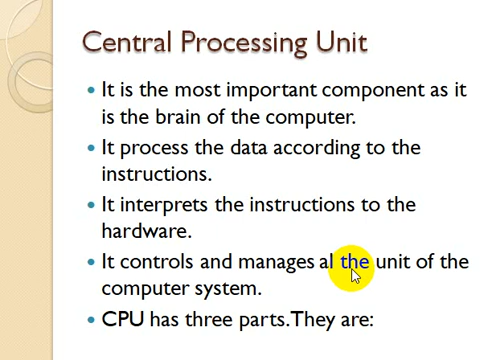 Central Processing Unit
• It is the most important component as it
is the brain of the computer.
• It process the data according to the
instructions.
• It interprets the instructions to the
hardware.
• It controls and manages al the unit of the
computer system.
• CPU has three parts. They are: